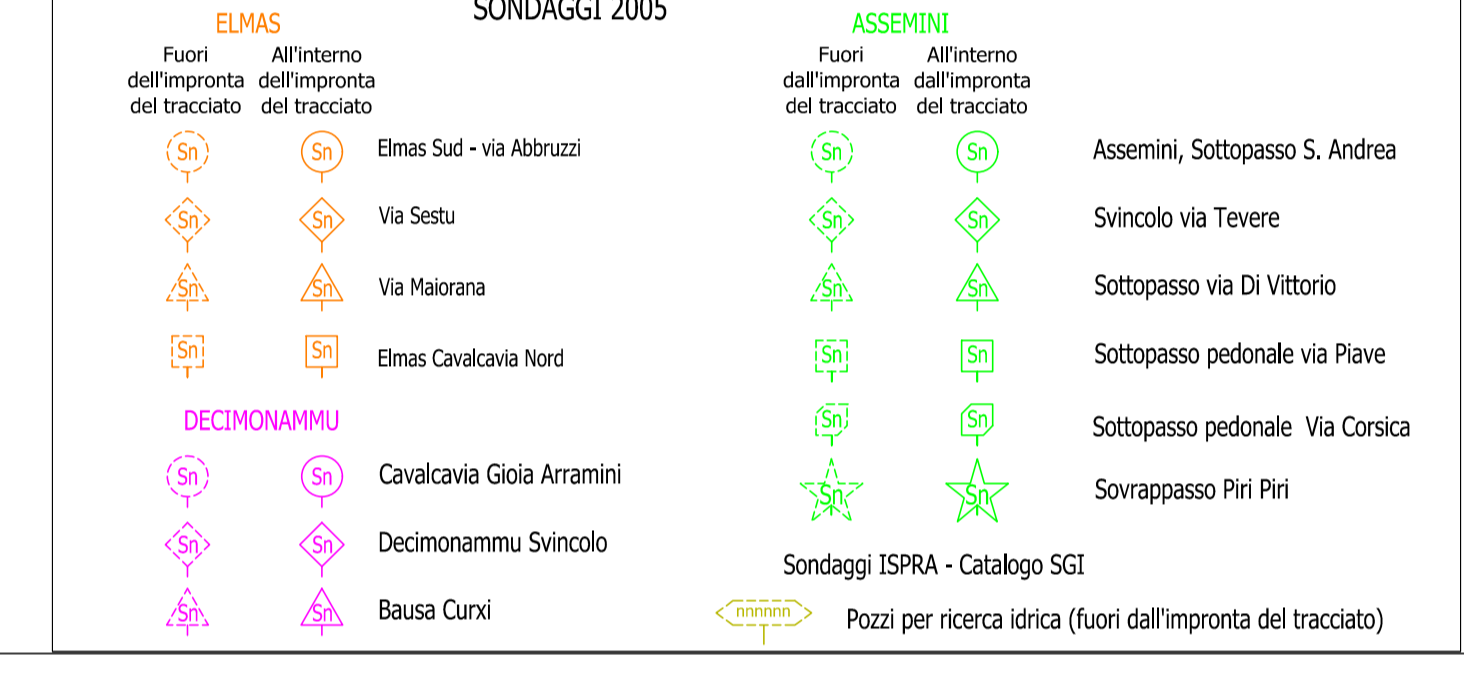 SONDAGGI 2005
ELMAS
Fuori dell'impronta del tracciato
All'interno dell'impronta del tracciato
Sn Sn Elmas Sud - via Abbruzzi
Sn Sn Via Sestu
Sn Sn Via Maiorana
Sn Sn Elmas Cavalcavia Nord
DECIMONAMMU
Sn Sn Cavalcavia Gioia Arramini
Sn Sn Decimonammu Svincolo
Sn Sn Bausa Curxi
ASSEMINI
Fuori dall'impronta del tracciato
All'interno dall'impronta del tracciato
Sn Sn Assemini, Sottopasso S. Andrea
Sn Sn Svincolo via Tevere
Sn Sn Sottopasso via Di Vittorio
Sn Sn Sottopasso pedonale via Piave
Sn Sn Sottopasso pedonale Via Corsica
Sn Sn Sovrappasso Piri Piri
Sondaggi ISPRA - Catalogo SGI
nnnnnn Pozzi per ricerca idrica (fuori dall'impronta del tracciato)